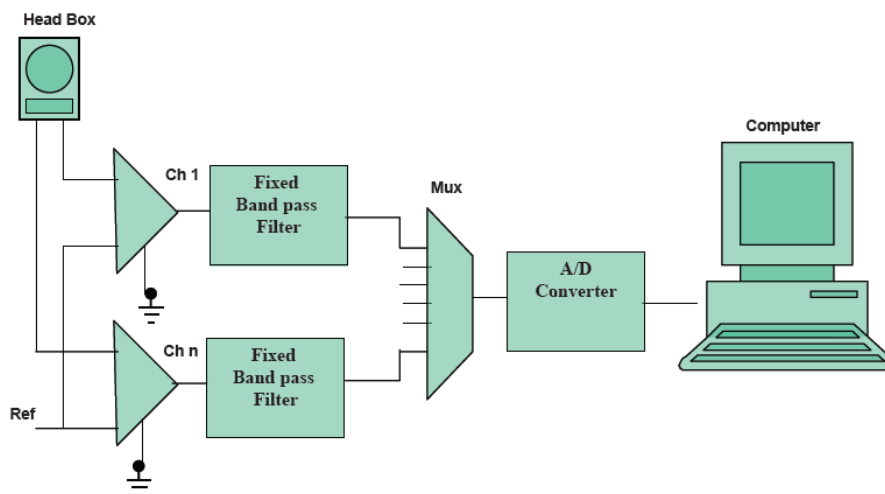 Head Box
Computer
Ch 1
Fixed
Band pass
Filter
Mux
A/D
Converter
Ch n
Fixed
Band pass
Filter
Ref